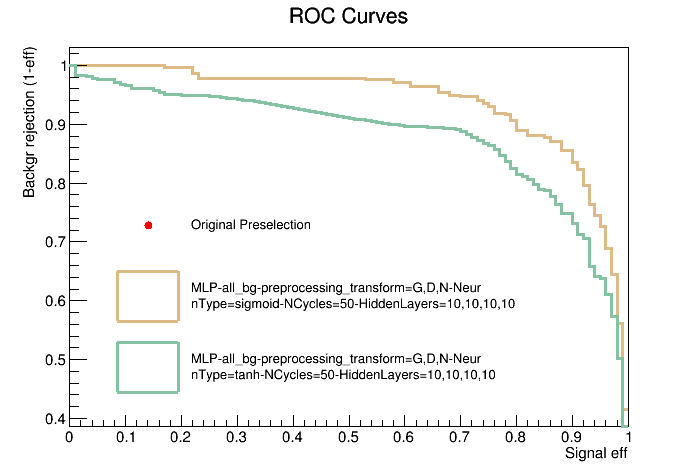 ROC Curves
Backgr rejection (1-eff)
1
0.9
0.8
0.7
0.6
0.5
0.4
Original Preselection
MLP-all_bg-preprocessing_transform=G,D,N-Neur
nType=sigmoid-NCycles=50-HiddenLayers=10,10,10,10
MLP-all_bg-preprocessing_transform=G,D,N-Neur
nType=tanh-NCycles=50-HiddenLayers=10,10,10,10
0 0.1 0.2 0.3 0.4 0.5 0.6 0.7 0.8 0.9 1
Signal eff